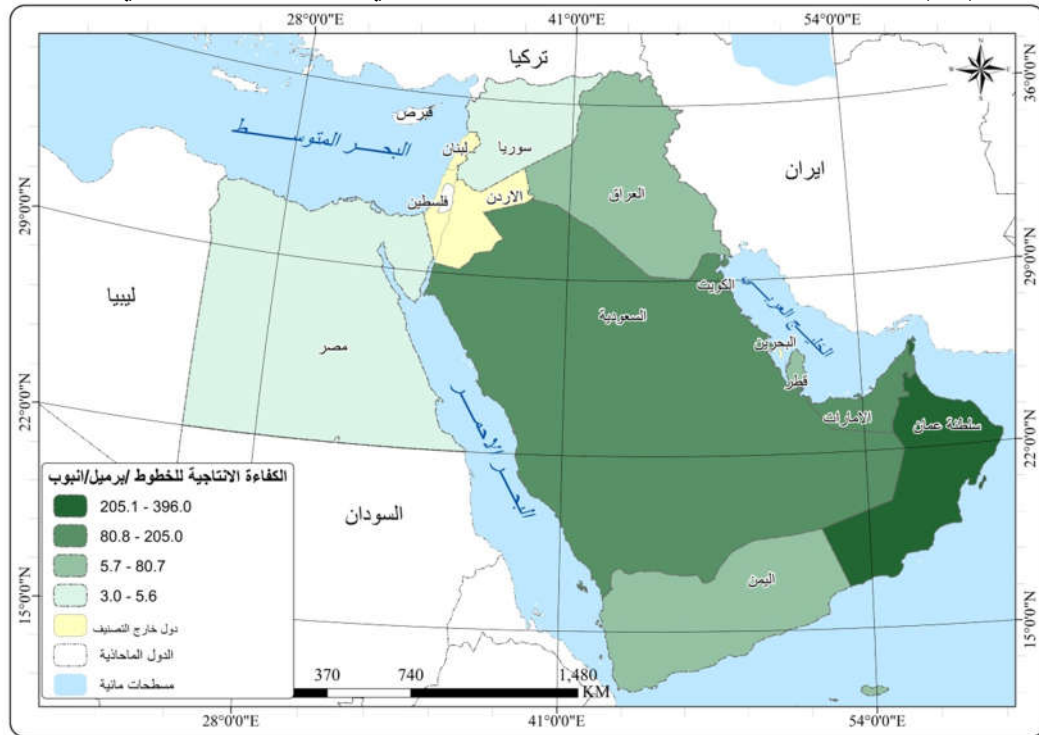 28°0'0"E
41°0'0"E
54°0'0"E
36°0'0"N
29°0'0"N
22°0'0"N
15°0'0"N
تركيا
قبرص
البحر المتوسط
لبنان
سوريا
فلسطين
الاردن
العراق
ايران
ليبيا
مصر
السعودية
الكويت
الخليج العربي
البحرين
قطر
الامارات
سلطنة عمان
البحر الاحمر
السودان
اليمن
29°0'0"N
22°0'0"N
15°0'0"N
الكفاءة الانتاجية للخطوط /برميل/انبوب
205.1 - 396.0
80.8 - 205.0
5.7 - 80.7
3.0 - 5.6
دول خارج التصنيف
الدول الماحاذية
مسطحات مائية
370
740
1,480
KM
28°0'0"E
41°0'0"E
54°0'0"E